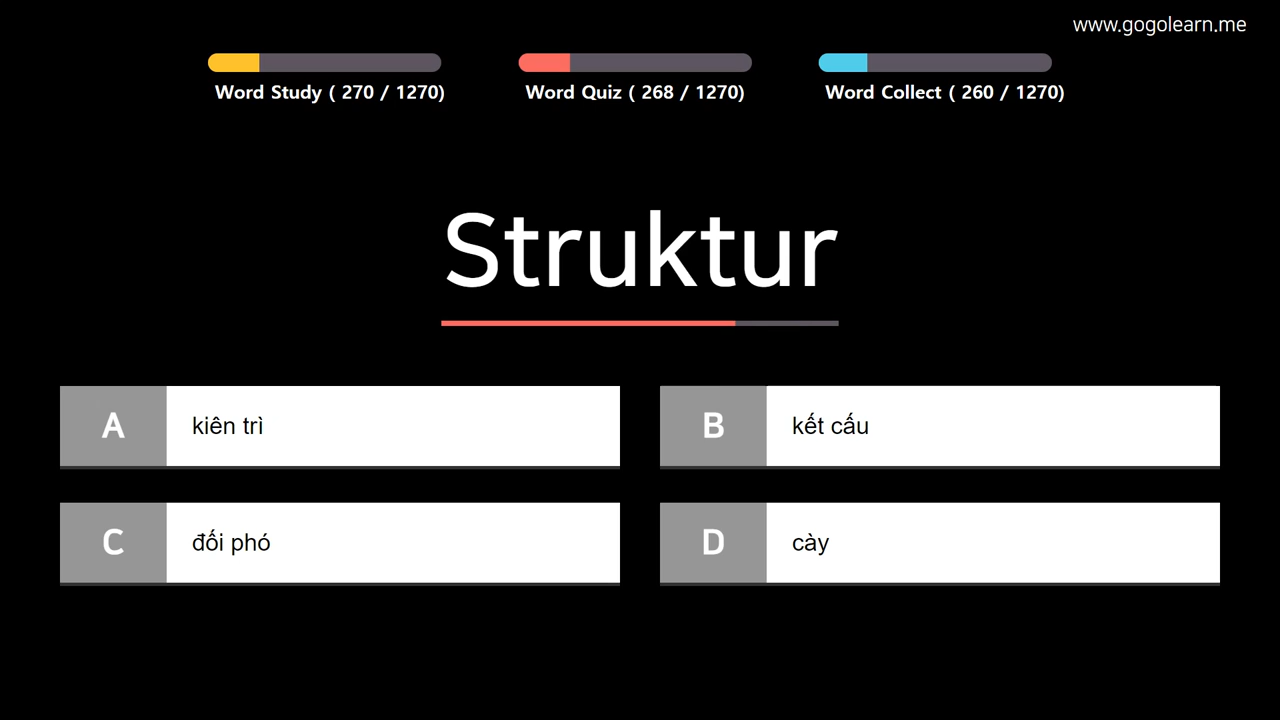 www.gogolearn.me
Word Study ( 270 / 1270)
Word Quiz ( 268 / 1270)
Word Collect ( 260 / 1270)
Struktur
A kiên trì
B kết cấu
C đối phó
D cày